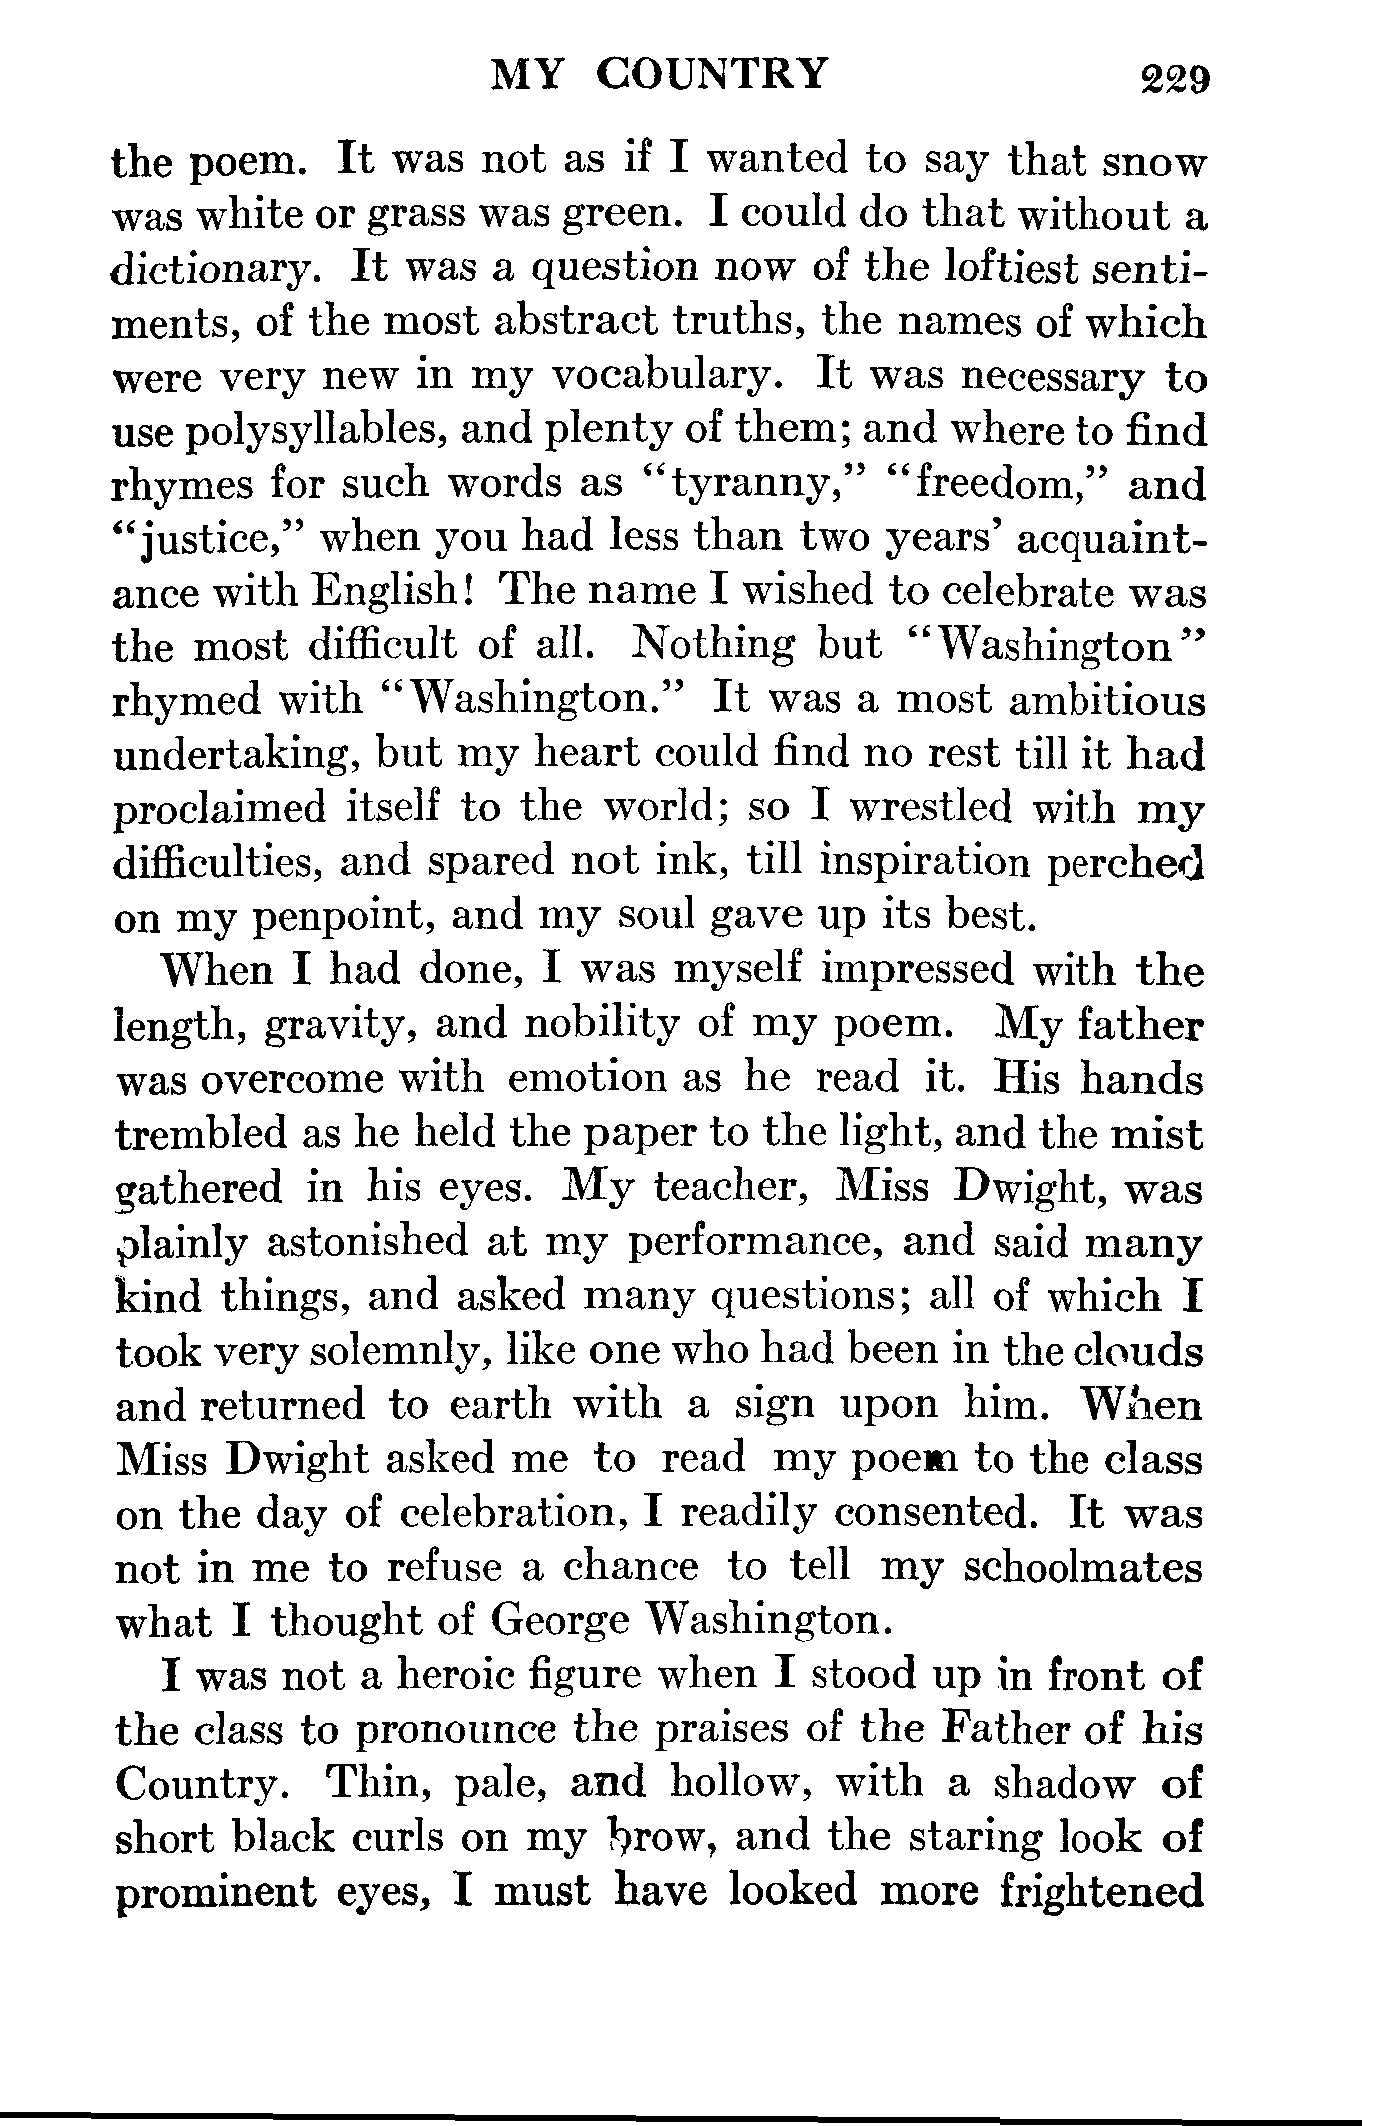 MY COUNTRY 229
the poem. It was not as if I wanted to say that snow
was white or grass was green. I could do that without a
dictionary. It was a question now of the loftiest senti-
ments, of the most abstract truths, the names of which
were very new in my vocabulary. It was necessary to
use polysyllables, and plenty of them; and where to find
rhymes for such words as “tyranny,” “freedom,” and
“justice,” when you had less than two years’ acquaint-
ance with English! The name I wished to celebrate was
the most difficult of all. Nothing but “Washington”
rhymed with “Washington.” It was a most ambitious
undertaking, but my heart could find no rest till it had
proclaimed itself to the world; so I wrestled with my
difficulties, and spared not ink, till inspiration perched
on my penpoint, and my soul gave up its best.
When I had done, I was myself impressed with the
length, gravity, and nobility of my poem. My father
was overcome with emotion as he read it. His hands
trembled as he held the paper to the light, and the mist
gathered in his eyes. My teacher, Miss Dwight, was
plainly astonished at my performance, and said many
kind things, and asked many questions; all of which I
took very solemnly, like one who had been in the clouds
and returned to earth with a sign upon him. When
Miss Dwight asked me to read my poem to the class
on the day of celebration, I readily consented. It was
not in me to refuse a chance to tell my schoolmates
what I thought of George Washington.
I was not a heroic figure when I stood up in front of
the class to pronounce the praises of the Father of his
Country. Thin, pale, and hollow, with a shadow of
short black curls on my brow, and the staring look of
prominent eyes, I must have looked more frightened